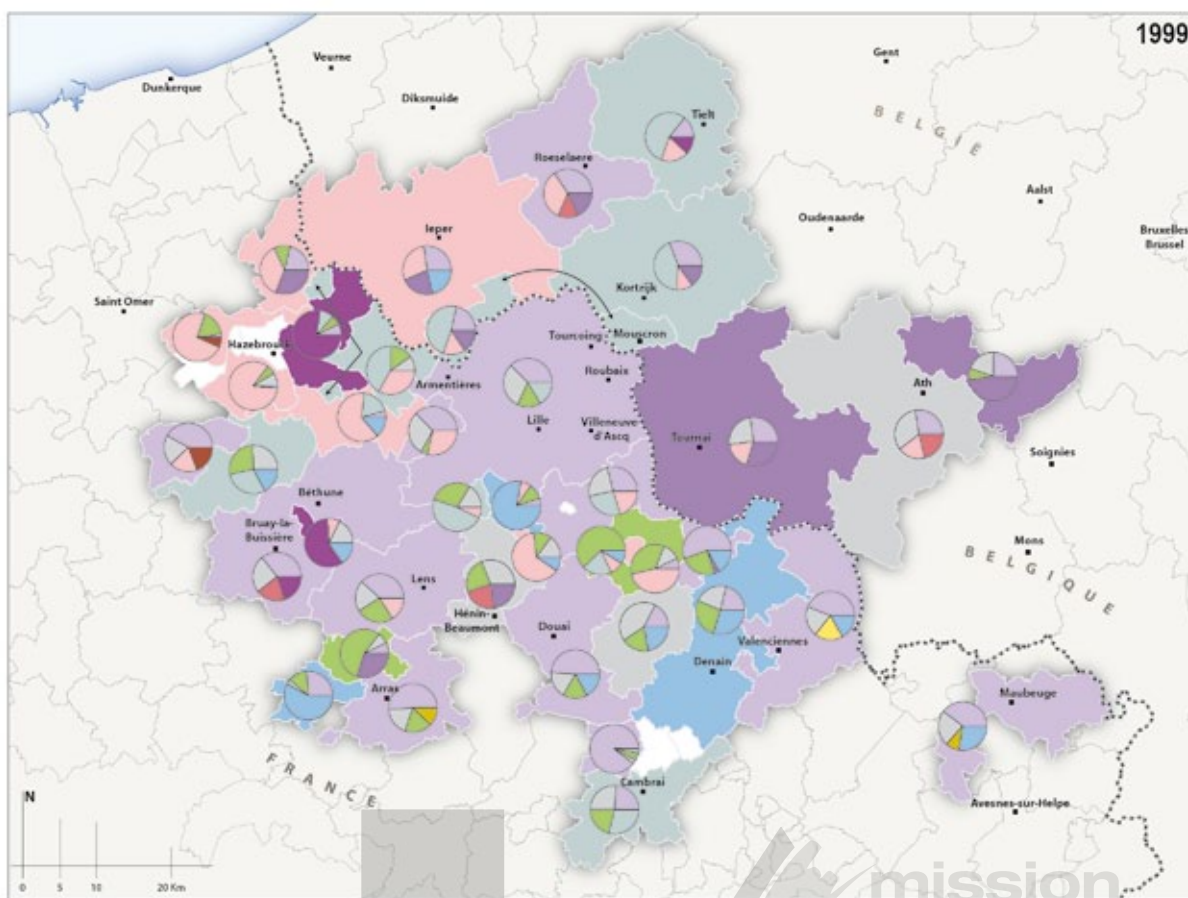 1999
Veurne
Gent
Dunkerque
Diksmuide
BELGIË
Tielt
Roeselaere
Aalst
Oudenaarde
Ieper
Bruxelles
Brussel
Saint Omer
Kortrijk
Hazebrouck
Tourcoing
Mouscron
Armentières
Roubaix
Ath
Lille
Villeneuve
d'Ascq
Tournai
Soignies
Béthune
Bruay-la-
Buissière
Mons
BELGIQUE
Lens
Hénin-
Beaumont
Douai
Valenciennes
Denain
Arras
Maubeuge
FRANCE
Cambrai
Avesnes-sur-Helpe
N
0 5 10 20 Km
mission